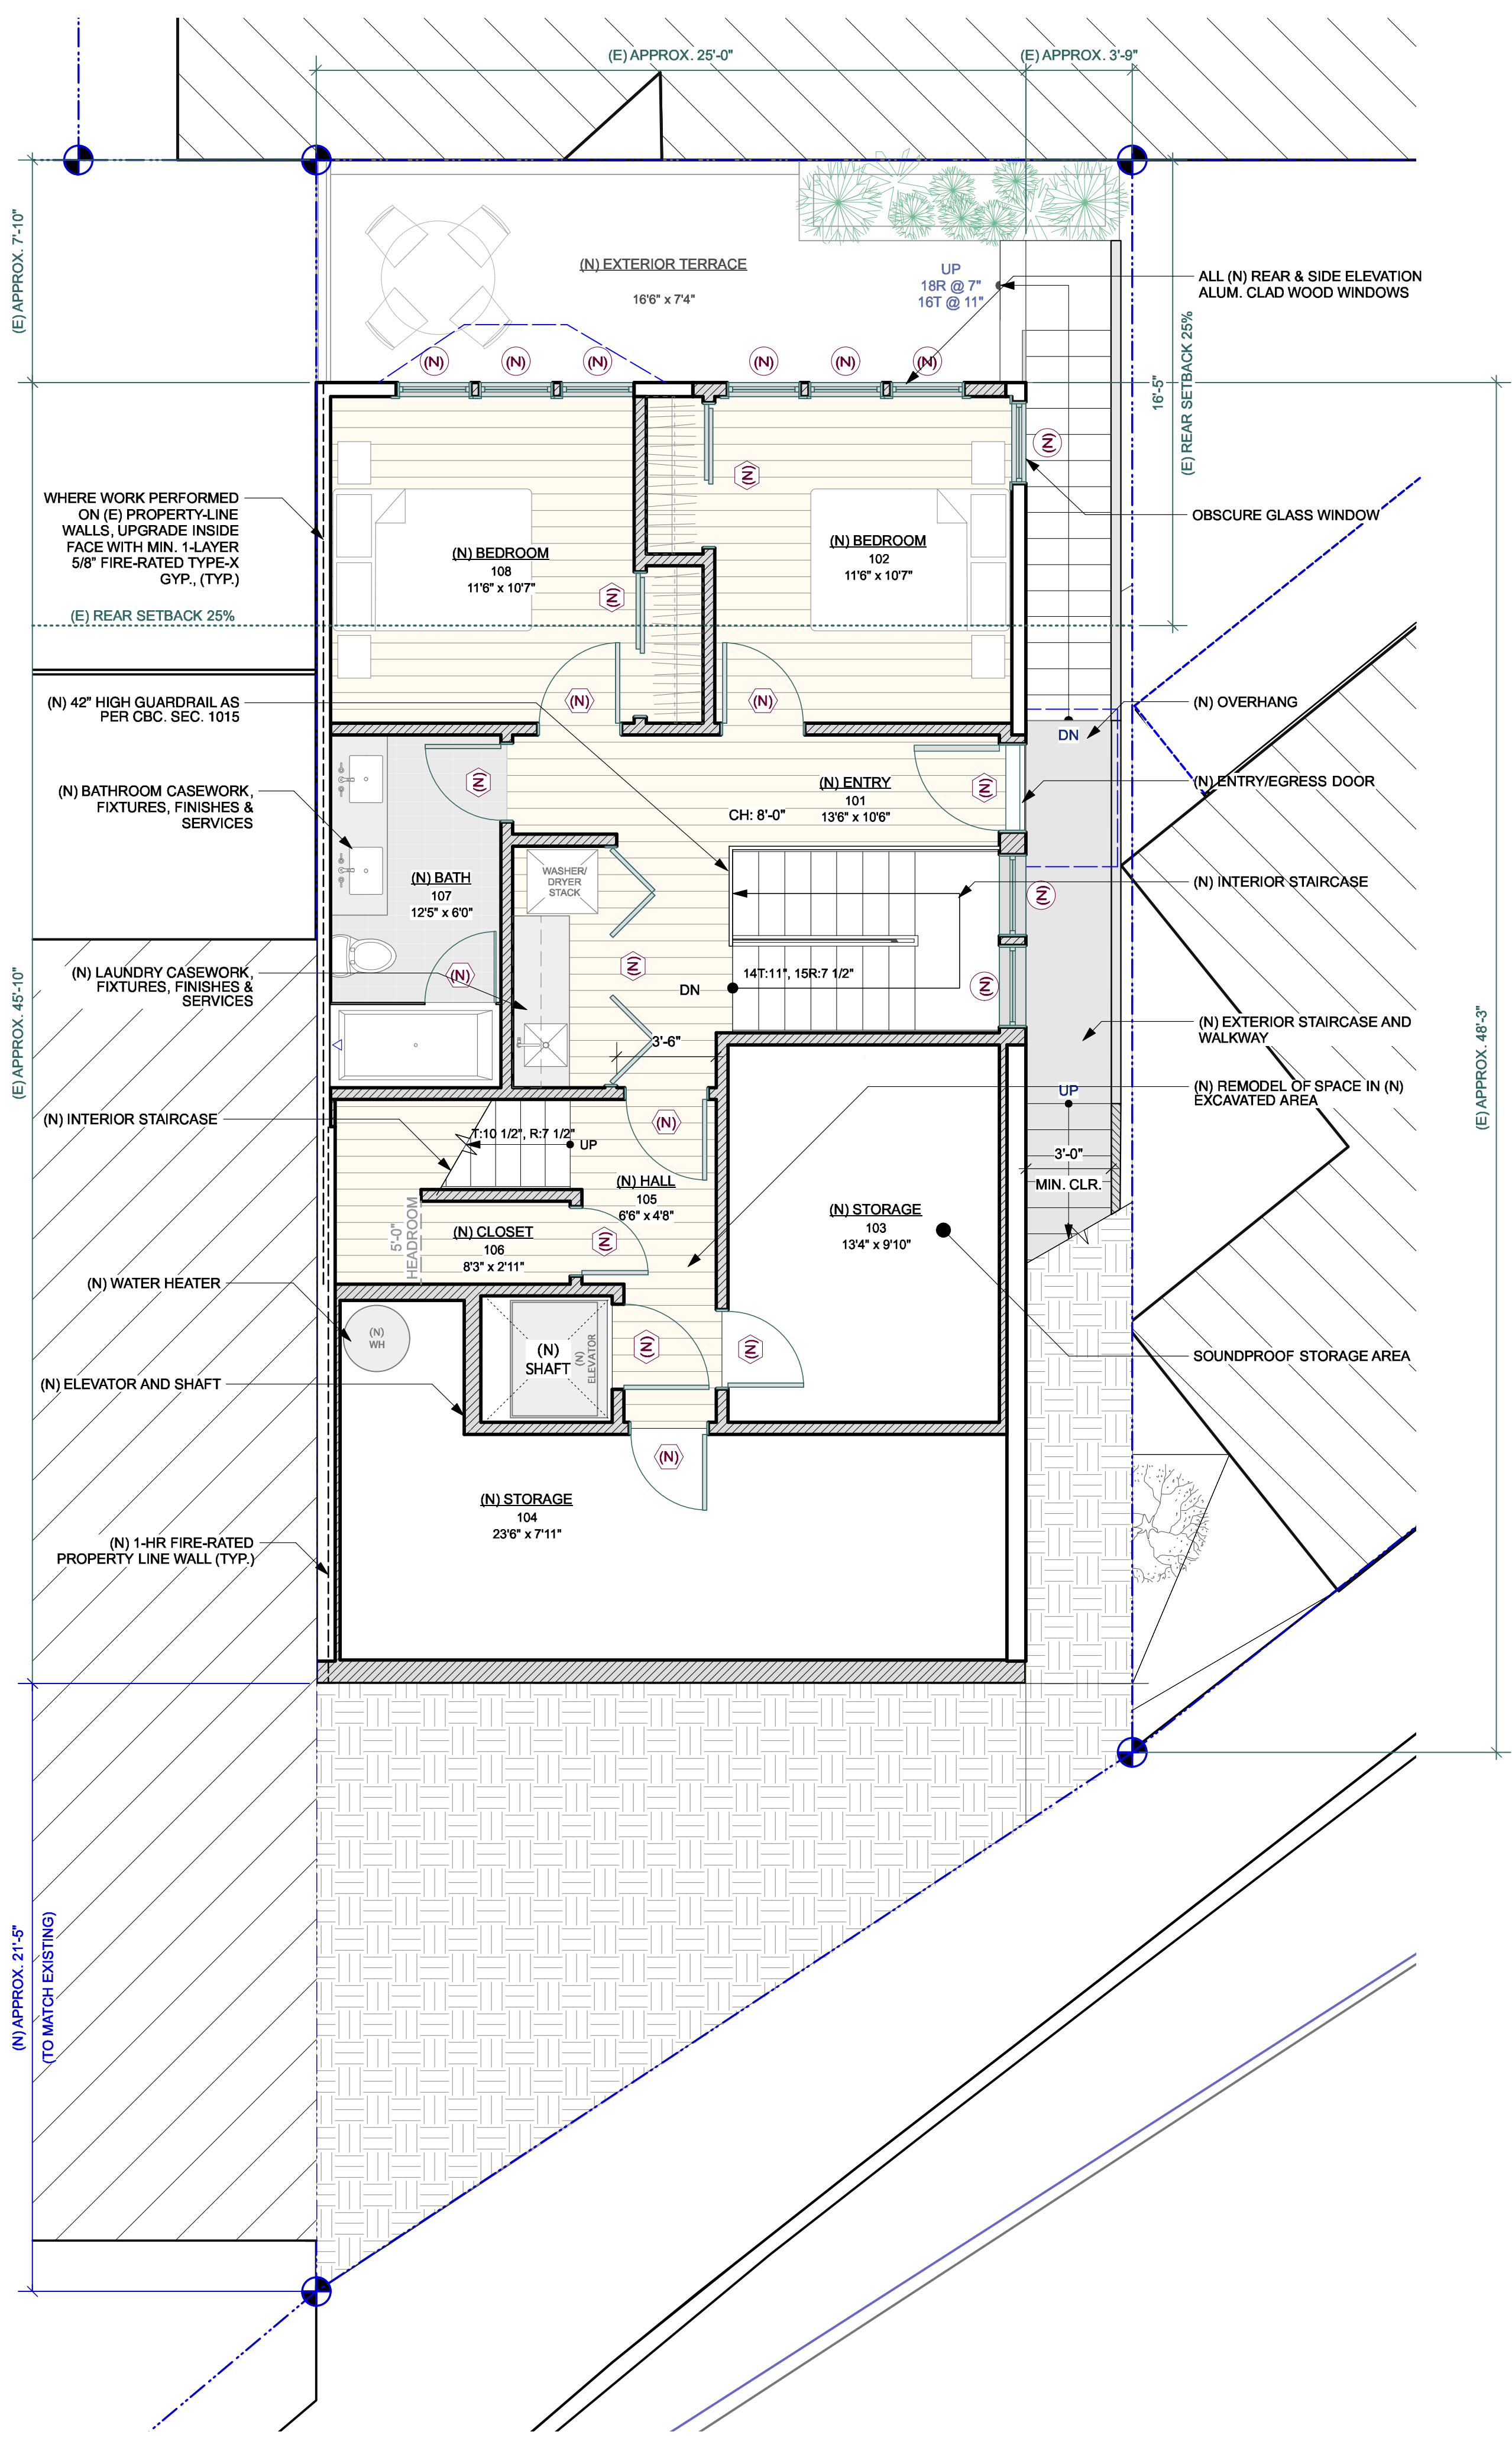 (E) APPROX. 25'-0"
(E) APPROX. 3'-9"
(E) APPROX. 7'-10"
(N) EXTERIOR TERRACE
16'6" x 7'4"
UP
18R @ 7"
16T @ 11"
ALL (N) REAR & SIDE ELEVATION
ALUM. CLAD WOOD WINDOWS
16'-5"
(E) REAR SETBACK 25%
(N)
(N)
(N)
(N)
(N)
(N)
(N)
(N)
WHERE WORK PERFORMED
ON (E) PROPERTY-LINE
WALLS, UPGRADE INSIDE
FACE WITH MIN. 1-LAYER
5/8" FIRE-RATED TYPE-X
GYP., (TYP.)
OBSCURE GLASS WINDOW
(N) BEDROOM
108
11'6" x 10'7"
(N) BEDROOM
102
11'6" x 10'7"
(N)
(E) REAR SETBACK 25%
(N) 42" HIGH GUARDRAIL AS
PER CBC. SEC. 1015
(N)
(N)
(N) OVERHANG
DN
(N) BATHROOM CASEWORK,
FIXTURES, FINISHES &
SERVICES
(N)
(N) ENTRY
101
13'6" x 10'6"
CH: 8'-0"
(N)
(N) ENTRY/EGRESS DOOR
(N) BATH
107
12'5" x 6'0"
WASHER/
DRYER
STACK
(N)
(N) INTERIOR STAIRCASE
(N) LAUNDRY CASEWORK,
FIXTURES, FINISHES &
SERVICES
(N)
(N)
14T:11", 15R:7 1/2"
DN
(N)
(E) APPROX. 45'-10"
(E) APPROX. 48'-3"
3'-6"
(N) EXTERIOR STAIRCASE AND
WALKWAY
(N) REMODEL OF SPACE IN (N)
EXCAVATED AREA
UP
(N) INTERIOR STAIRCASE
T:10 1/2", R:7 1/2"
UP
(N)
3'-0"
MIN. CLR.
(N) HALL
105
6'6" x 4'8"
(N) STORAGE
103
13'4" x 9'10"
5'-0"
HEADROOM
(N) CLOSET
106
8'3" x 2'11"
(N)
(N) WATER HEATER
(N)
WH
(N)
SHAFT
(N)
ELEVATOR
(N)
(N)
SOUNDPROOF STORAGE AREA
(N) ELEVATOR AND SHAFT
(N)
(N) STORAGE
104
23'6" x 7'11"
(N) 1-HR FIRE-RATED
PROPERTY LINE WALL (TYP.)
(N) APPROX. 21'-5"
(TO MATCH EXISTING)